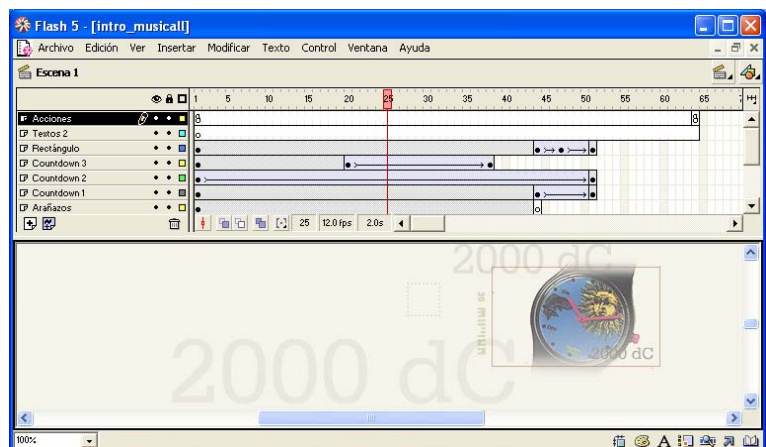 Flash 5 - [intro_musicall]
Archivo Edición Ver Insertar Modificar Texto Control Ventana Ayuda
Escena 1
1 5 10 15 20 25 30 35 40 45 50 55 60 65
Acciones
Textos 2
Rectángulo
Countdown 3
Countdown 2
Countdown 1
Arañazos
25 12.0 fps 2.0s
2000 dC
2000 dC
2000 dC
100%